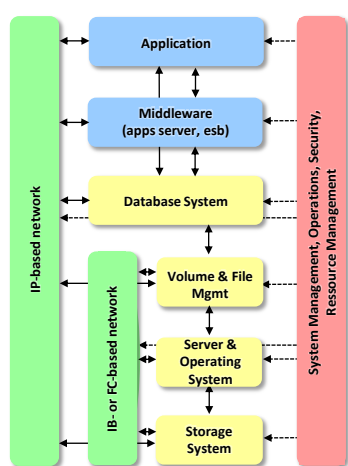 Application
Middleware
(apps server, esb)
Database System
Volume & File
Mgmt
Server &
Operating
System
Storage
System
IP-based network
IB- or FC-based network
System Management, Operations, Security,
Ressource Management